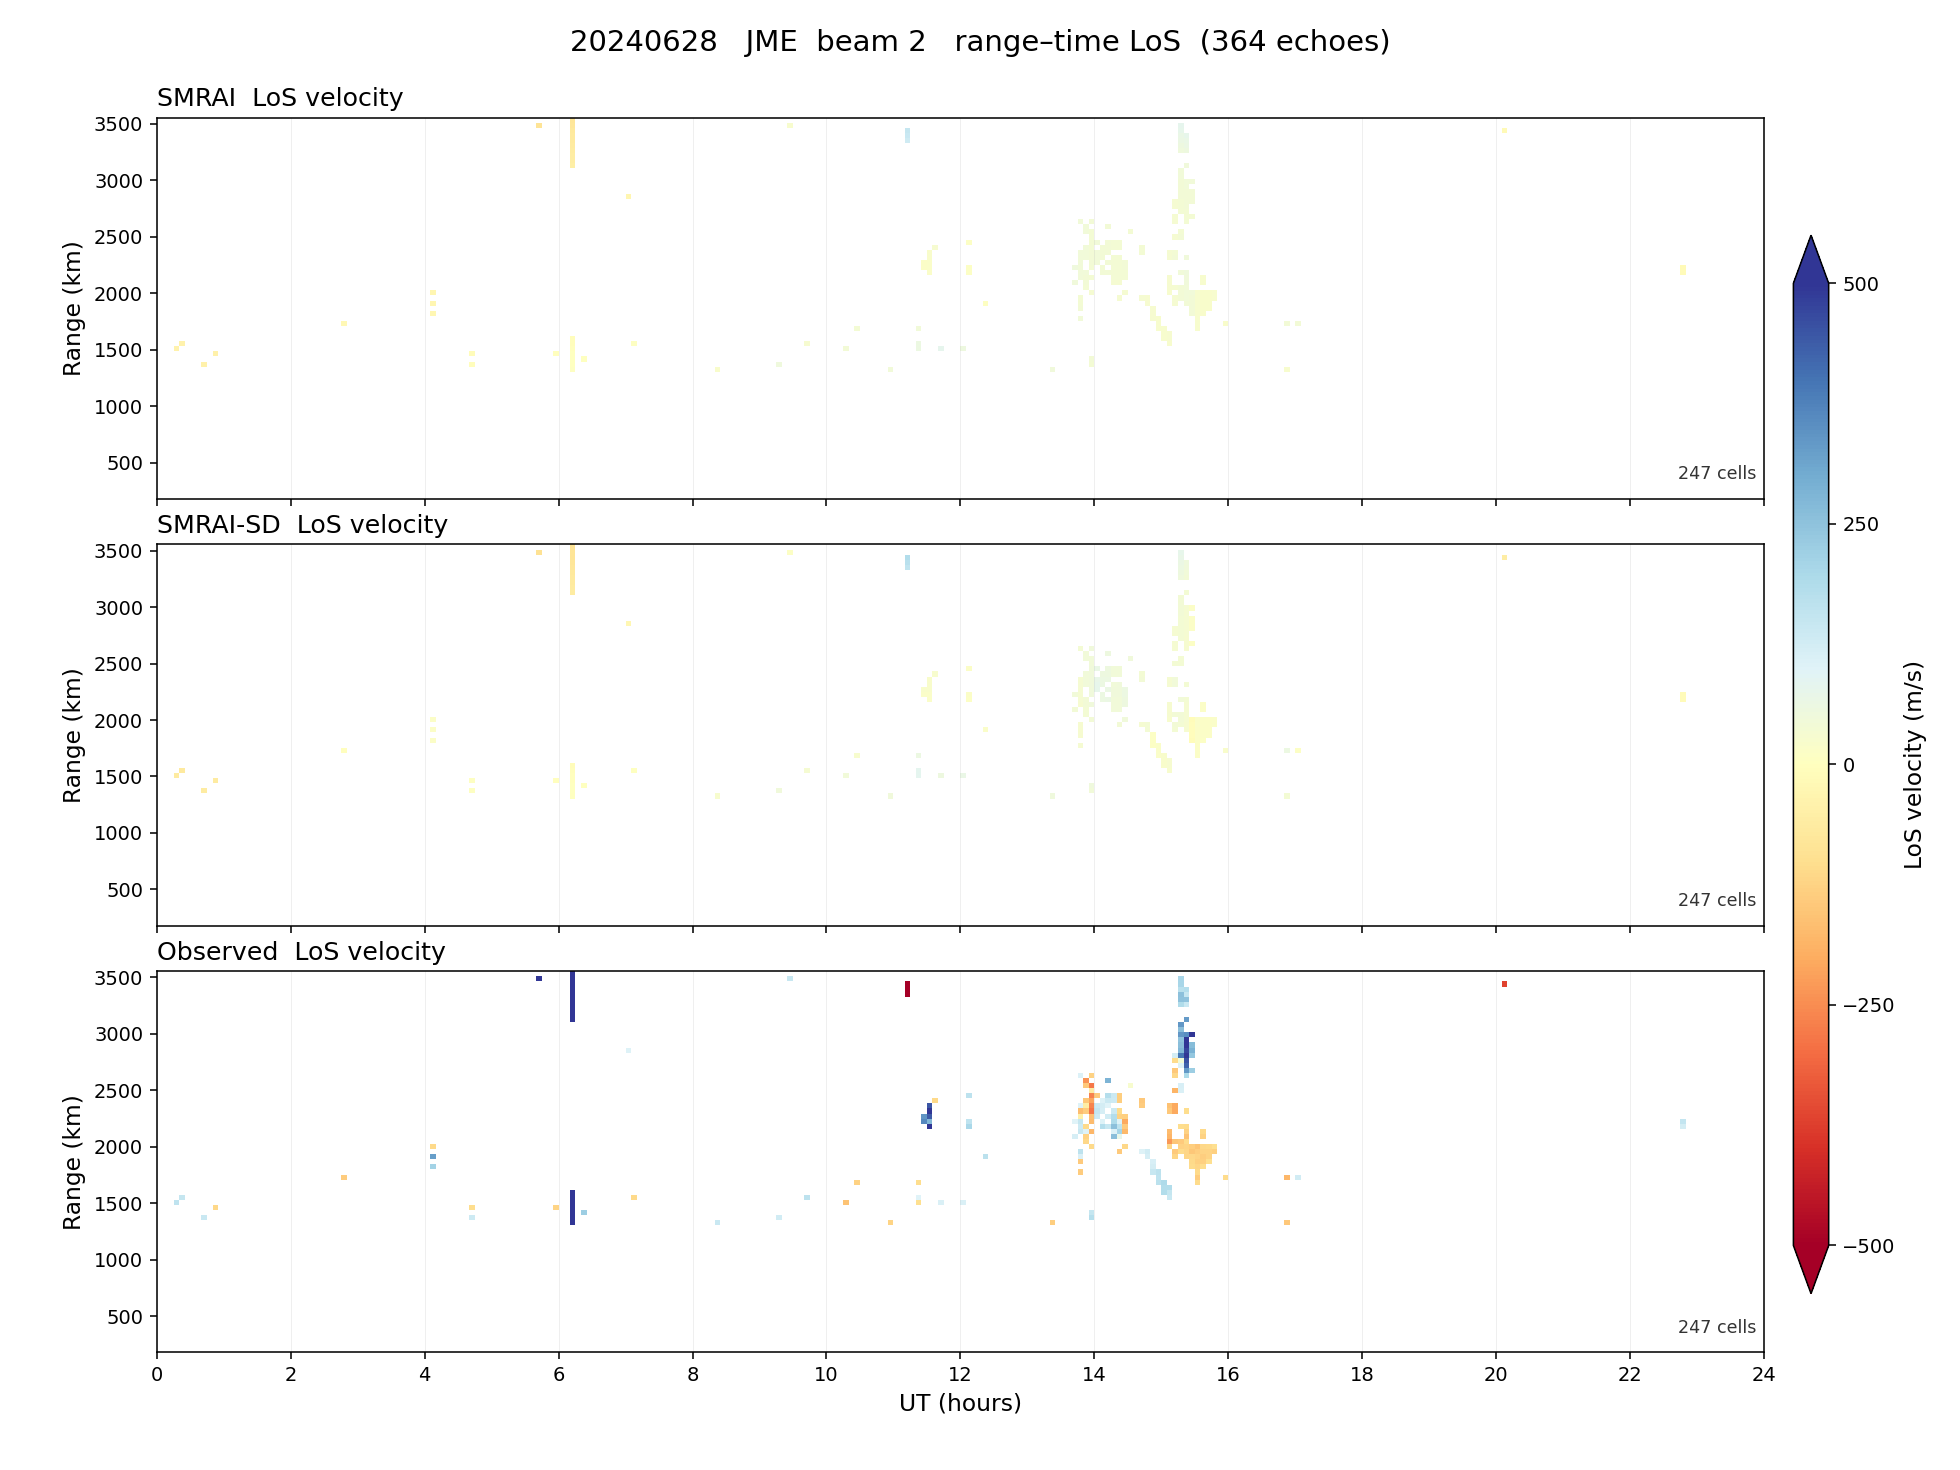 20240628 JME beam 2 range–time LoS (364 echoes)
SMRAI LoS velocity
3500
3000
2500
2000
1500
1000
500
Range (km)
247 cells
SMRAI-SD LoS velocity
3500
3000
2500
2000
1500
1000
500
Range (km)
247 cells
Observed LoS velocity
3500
3000
2500
2000
1500
1000
500
Range (km)
247 cells
0 2 4 6 8 10 12 14 16 18 20 22 24
UT (hours)
500
250
0
−250
−500
LoS velocity (m/s)